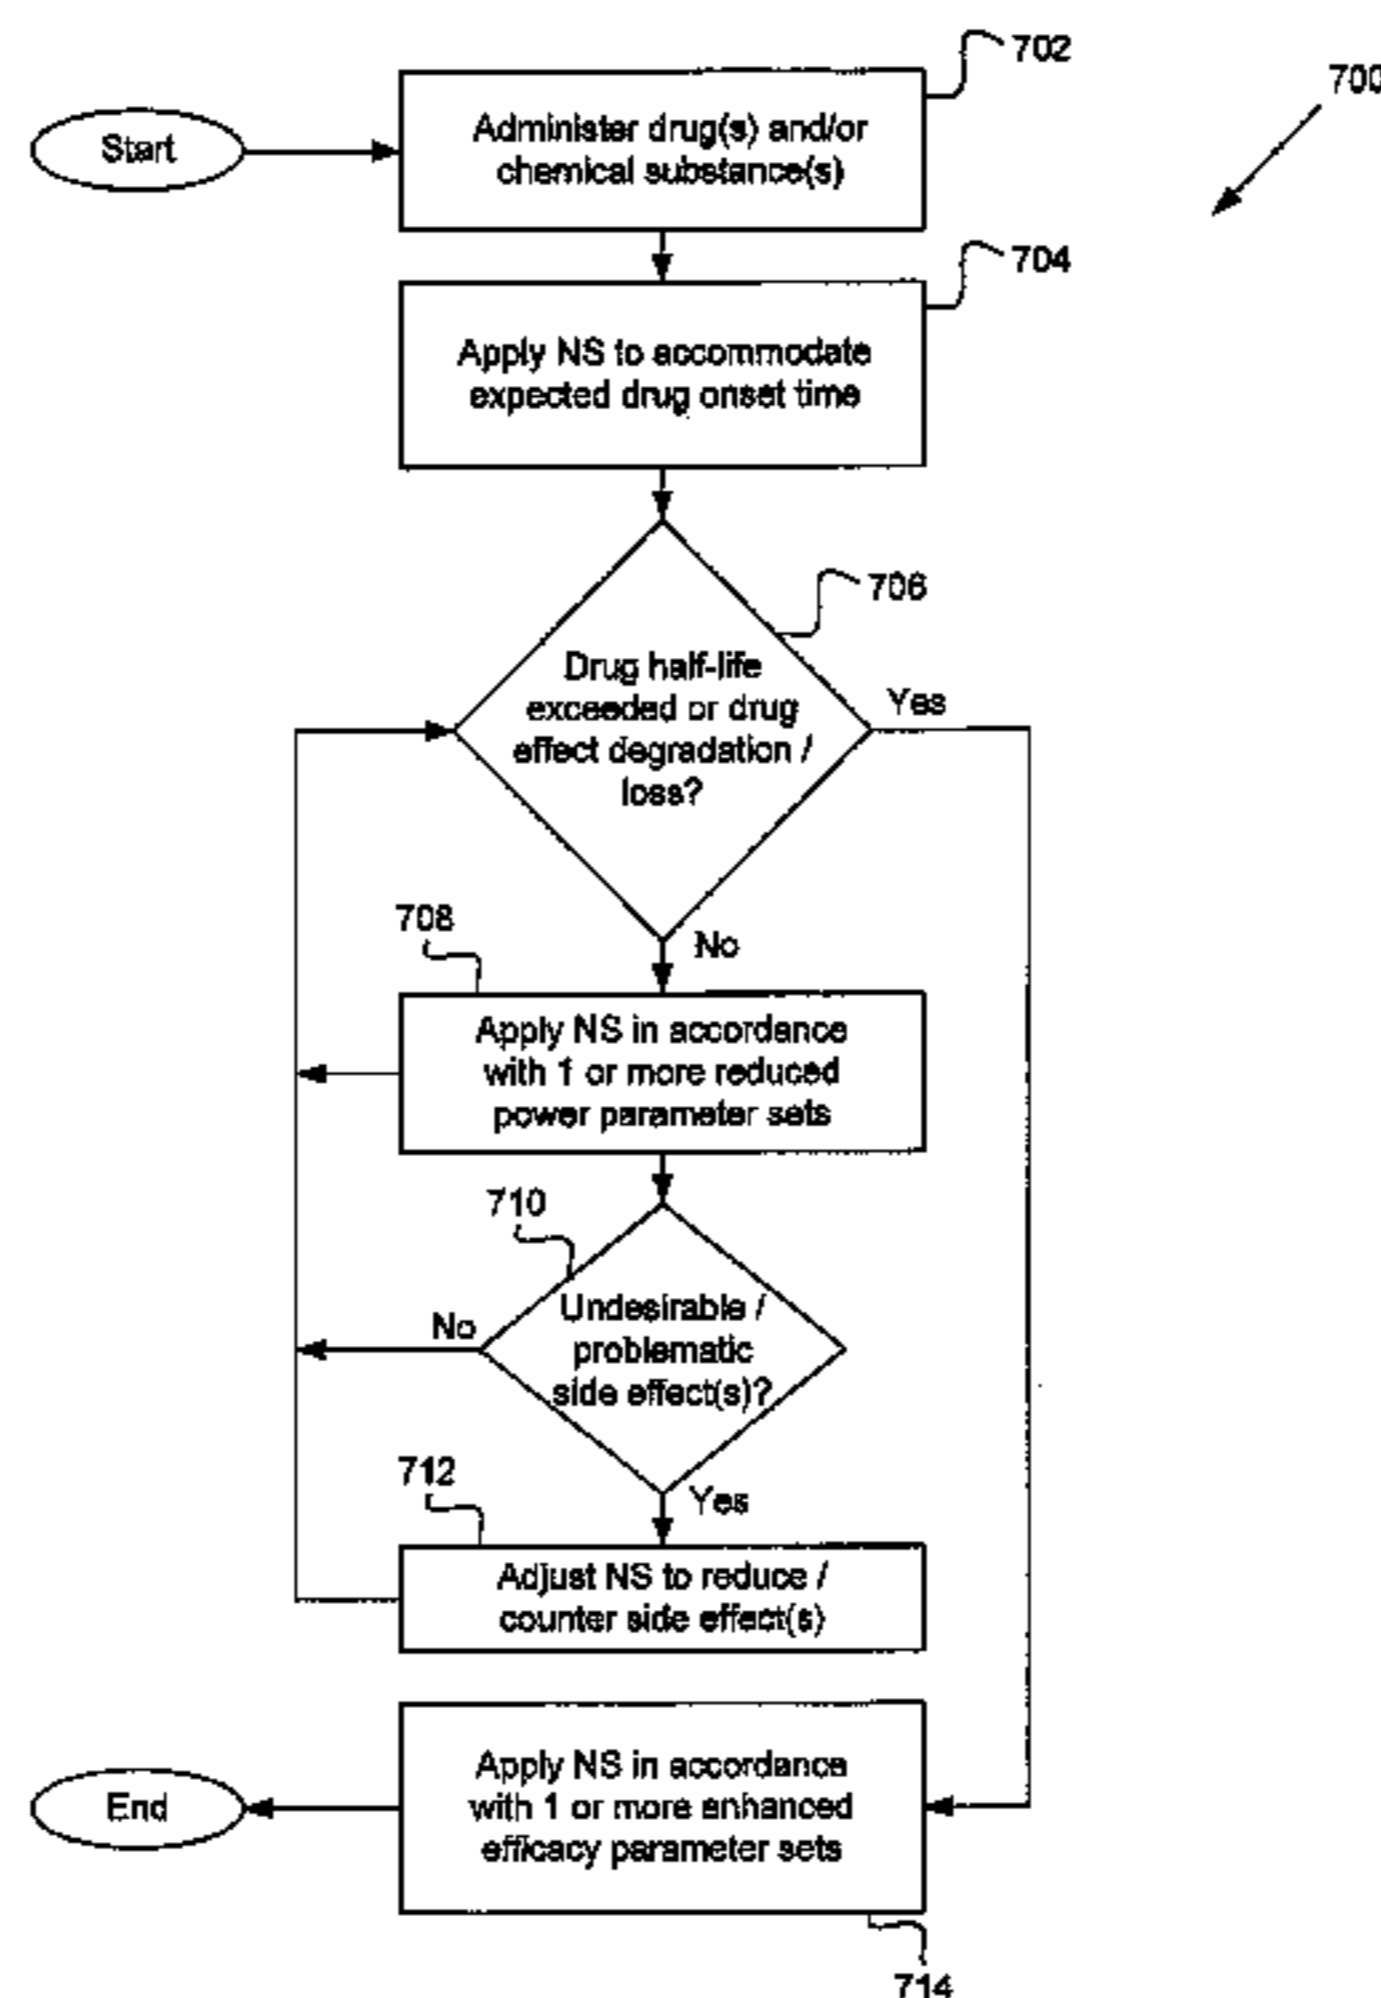 702
700
Start
Administer drug(s) and/or
chemical substance(s)
704
Apply NS to accommodate
expected drug onset time
706
Drug half-life
exceeded or drug
effect degradation /
loss?
Yes
No
708
Apply NS in accordance
with 1 or more reduced
power parameter sets
710
Undesirable /
problematic
side effect(s)?
No
Yes
712
Adjust NS to reduce /
counter side effect(s)
Apply NS in accordance
with 1 or more enhanced
efficacy parameter sets
End
714